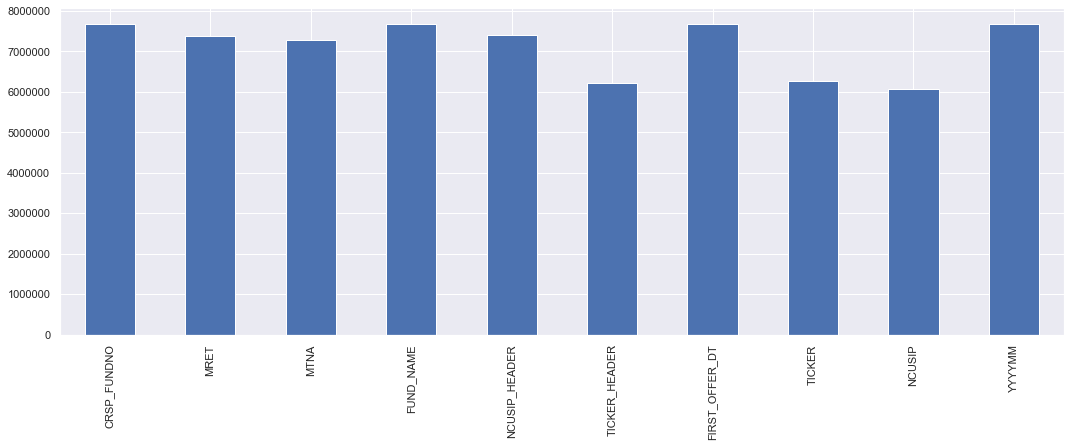 8000000
7000000
6000000
5000000
4000000
3000000
2000000
1000000
0
CRSP_FUNDNO
MRET
MTNA
FUND_NAME
NCUSIP_HEADER
TICKER_HEADER
FIRST_OFFER_DT
TICKER
NCUSIP
YYYYMM